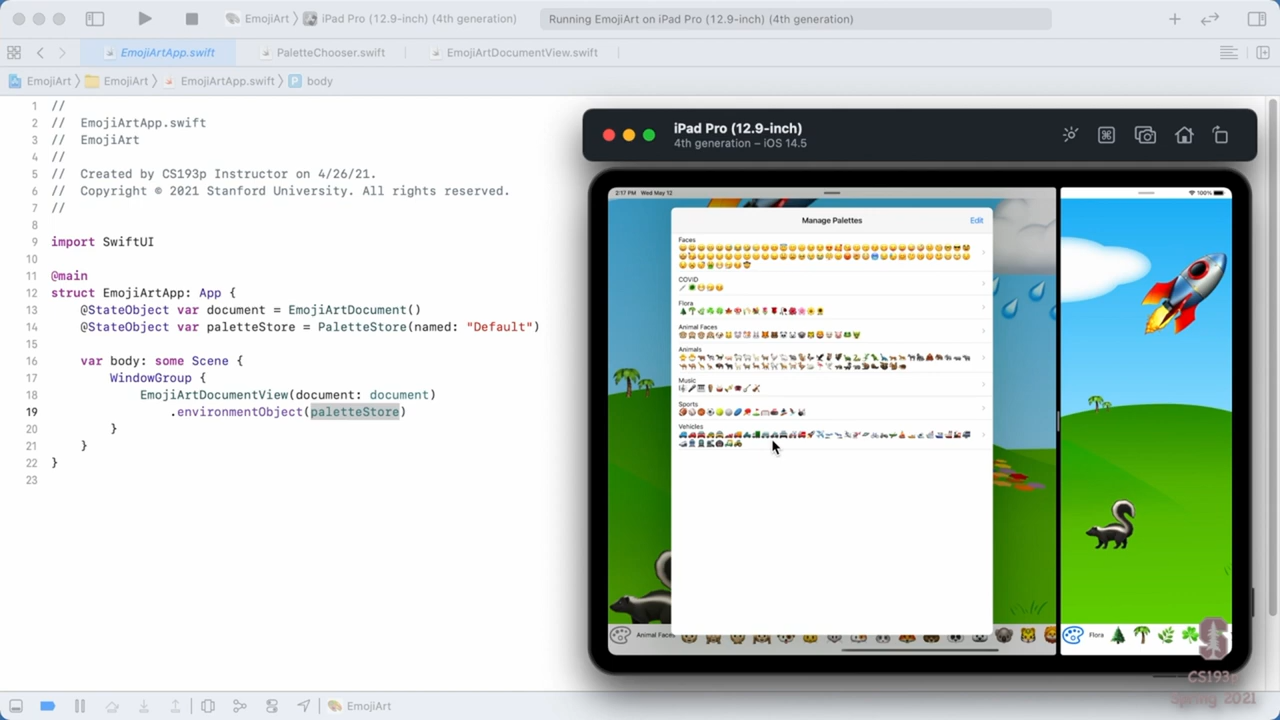 EmojiArt
iPad Pro (12.9-inch) (4th generation)
Running EmojiArt on iPad Pro (12.9-inch) (4th generation)
EmojiArtApp.swift
PaletteChooser.swift
EmojiArtDocumentView.swift
EmojiArt
EmojiArt
EmojiArtApp.swift
P
body
1 //
2 // EmojiArtApp.swift
3 // EmojiArt
4 //
5 // Created by CS193p Instructor on 4/26/21.
6 // Copyright © 2021 Stanford University. All rights reserved.
7 //
8
9 import SwiftUI
10
11 @main
12 struct EmojiArtApp: App {
13 @StateObject var document = EmojiArtDocument()
14 @StateObject var paletteStore = PaletteStore(named: "Default")
15
16 var body: some Scene {
17 WindowGroup {
18 EmojiArtDocumentView(document: document)
19 .environmentObject(paletteStore)
20 }
21 }
22 }
23
iPad Pro (12.9-inch)
4th generation – iOS 14.5
2:17 PM Wed May 12
100%
Manage Palettes
Edit
Faces
COVID
Flora
Animal Faces
Animals
Music
Sports
Vehicles
Animal Faces
Flora
S
CS193p
Spring 2021
EmojiArt